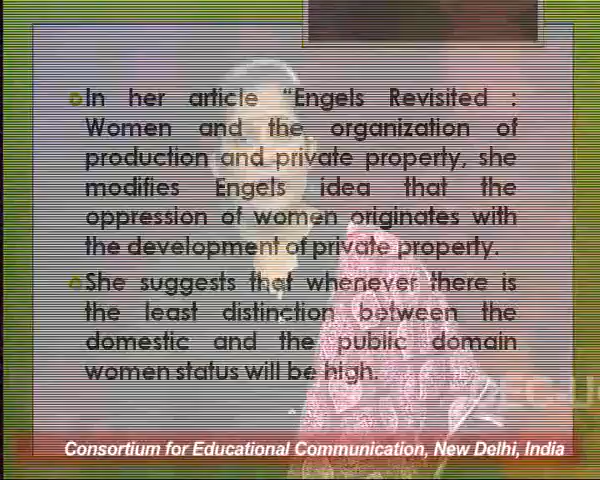 In her article “Engels Revisited :
Women and the organization of
production and private property, she
modifies Engels idea that the
oppression of women originates with
the development of private property.
She suggests that whenever there is
the least distinction between the
domestic and the public domain
women status will be high.
Consortium for Educational Communication, New Delhi, India